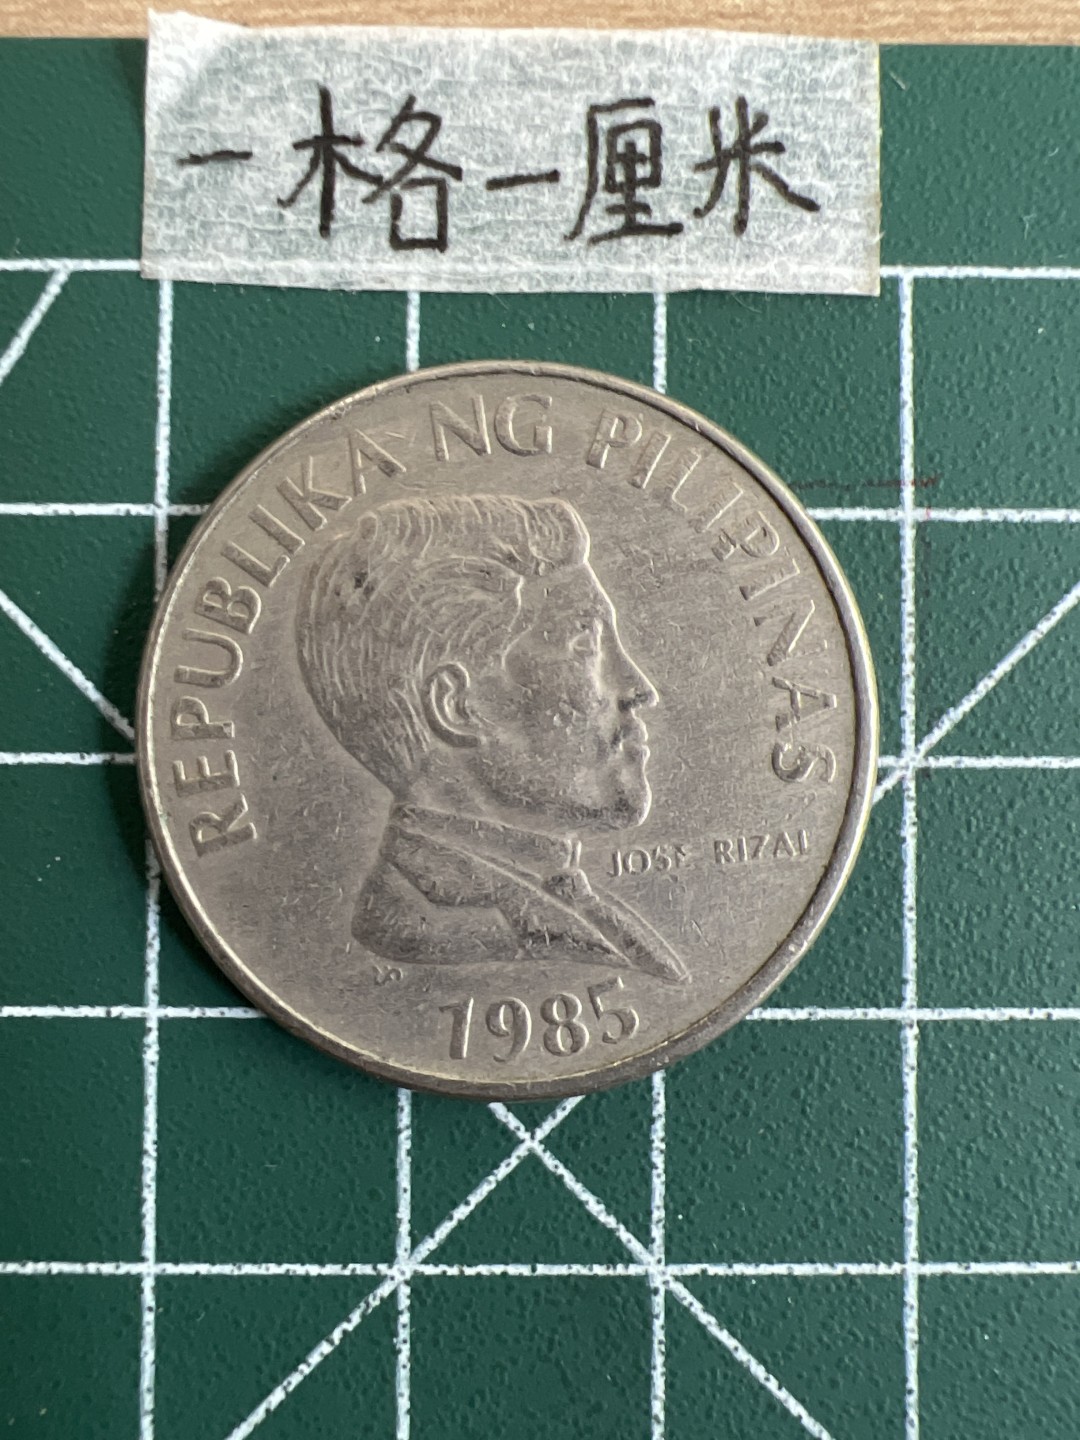 一格一厘米
REPUBLIKA NG PILIPINAS
JOSE RIZAL
1985